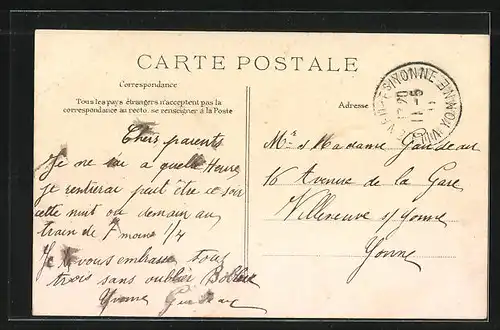 CARTE POSTALE
Correspondance
Tous les pays étrangers n'acceptent pas la
correspondance au recto, se renseigner à la Poste
Adresse
Chers parents
Je ne sai à quelle Heure
je rentrerai peut être ce soir
cette nuit ou demain au
train de 7 moins 1/4
Je vous embrasse tous
trois sans oublier
Yvonne
Mr & Madame
16 Avenue de la Gare
Villeneuve s/ Yonne
Yonne
YONNE